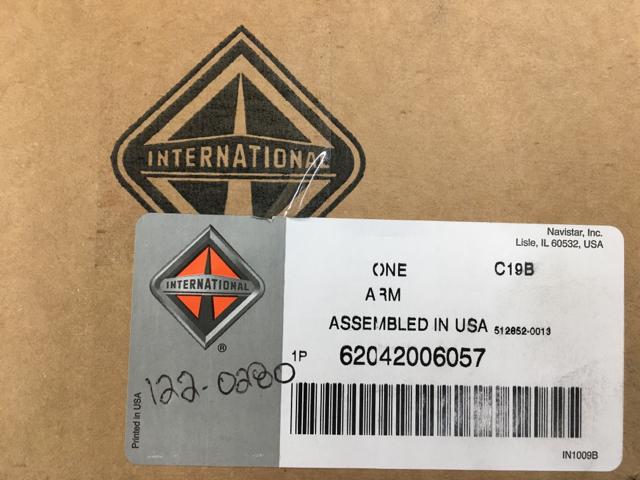 INTERNATIONAL
Navistar, Inc.
Lisle, IL 60532, USA
INTERNATIONAL
®
ONE C19B
ARM
ASSEMBLED IN USA 512852-0013
1P 62042006057
122-0280
Printed in USA
IN1009B